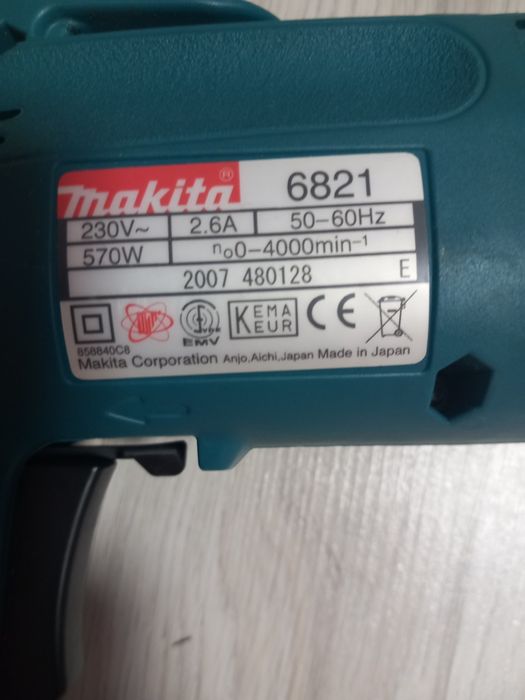 makita® 6821
230V~ 2.6A 50-60Hz
570W no0-4000min-1
2007 480128 E
EMV KEMA KEUR CE
858840C8
Makita Corporation Anjo,Aichi,Japan Made in Japan